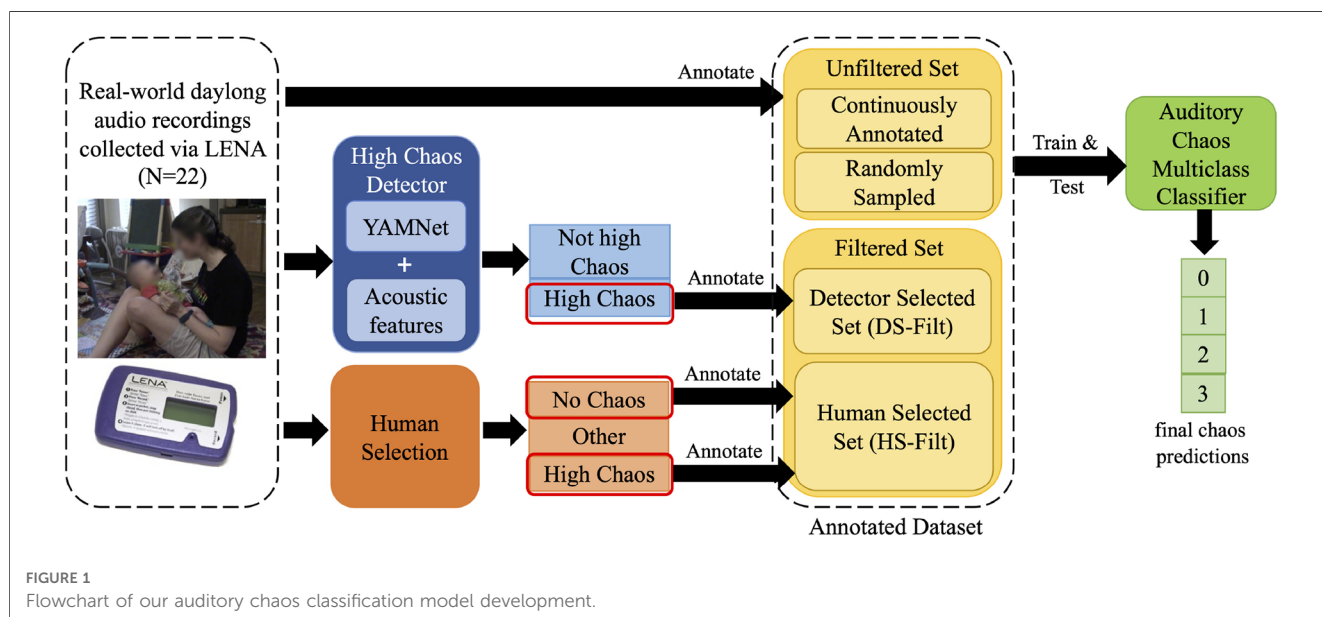 Real-world daylong
audio recordings
collected via LENA
(N=22)
LENA
High Chaos
Detector
YAMNet
+
Acoustic
features
Human
Selection
Not high
Chaos
High Chaos
No Chaos
Other
High Chaos
Annotate
Annotate
Annotate
Annotate
Unfiltered Set
Continuously
Annotated
Randomly
Sampled
Filtered Set
Detector Selected
Set (DS-Filt)
Human Selected
Set (HS-Filt)
Annotated Dataset
Train &
Test
Auditory
Chaos
Multiclass
Classifier
0
1
2
3
final chaos
predictions
FIGURE 1
Flowchart of our auditory chaos classification model development.